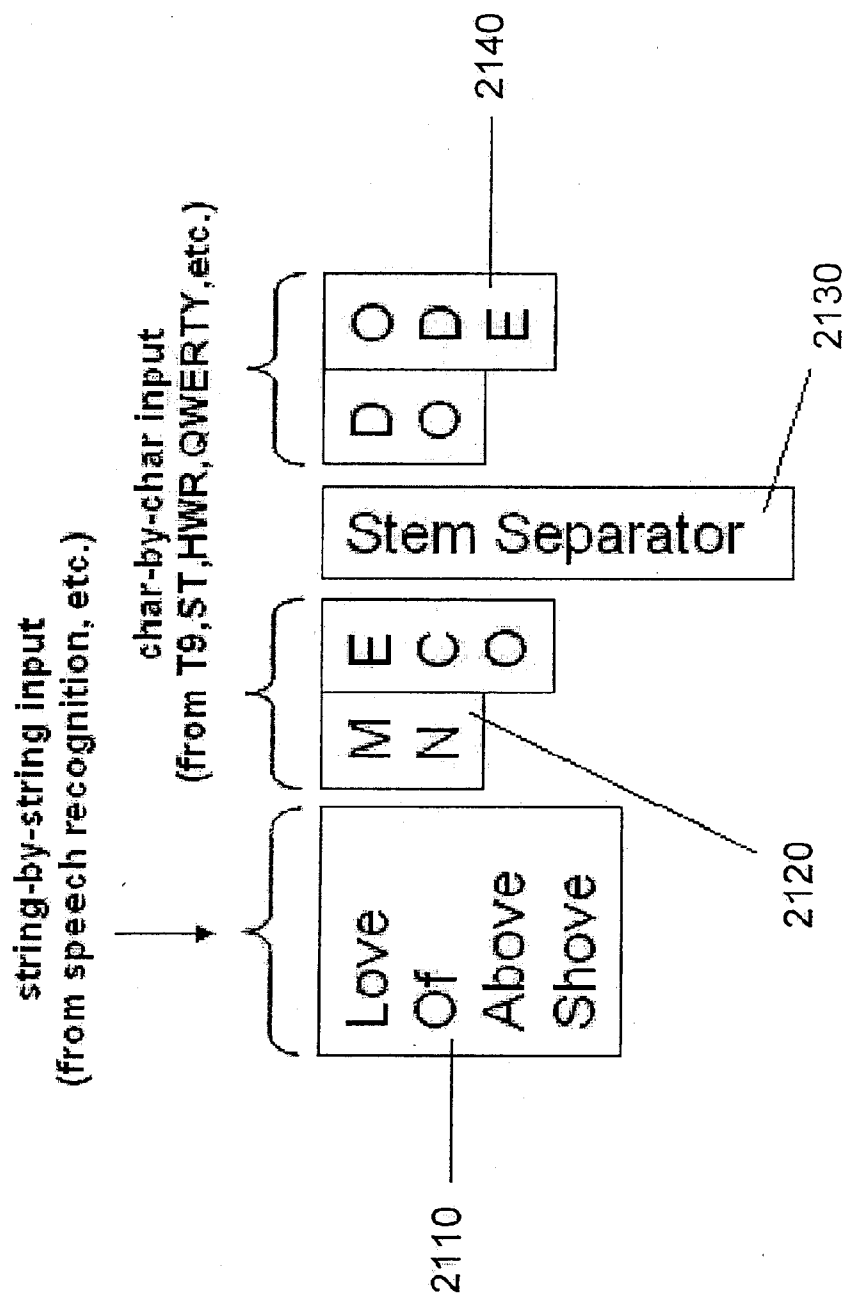 string-by-string input
(from speech recognition, etc.)
char-by-char input
(from T9,ST,HWR,QWERTY,etc.)
Love
Of
Above
Shove
M E
N C
O
Stem Separator
D O
O D
E
2110
2120
2130
2140